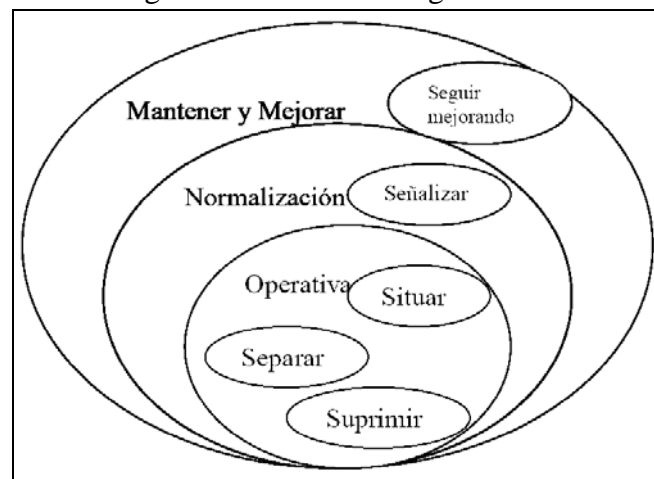 Seguir
mejorando
Mantener y Mejorar
Señalizar
Normalización
Operativa
Situar
Separar
Suprimir